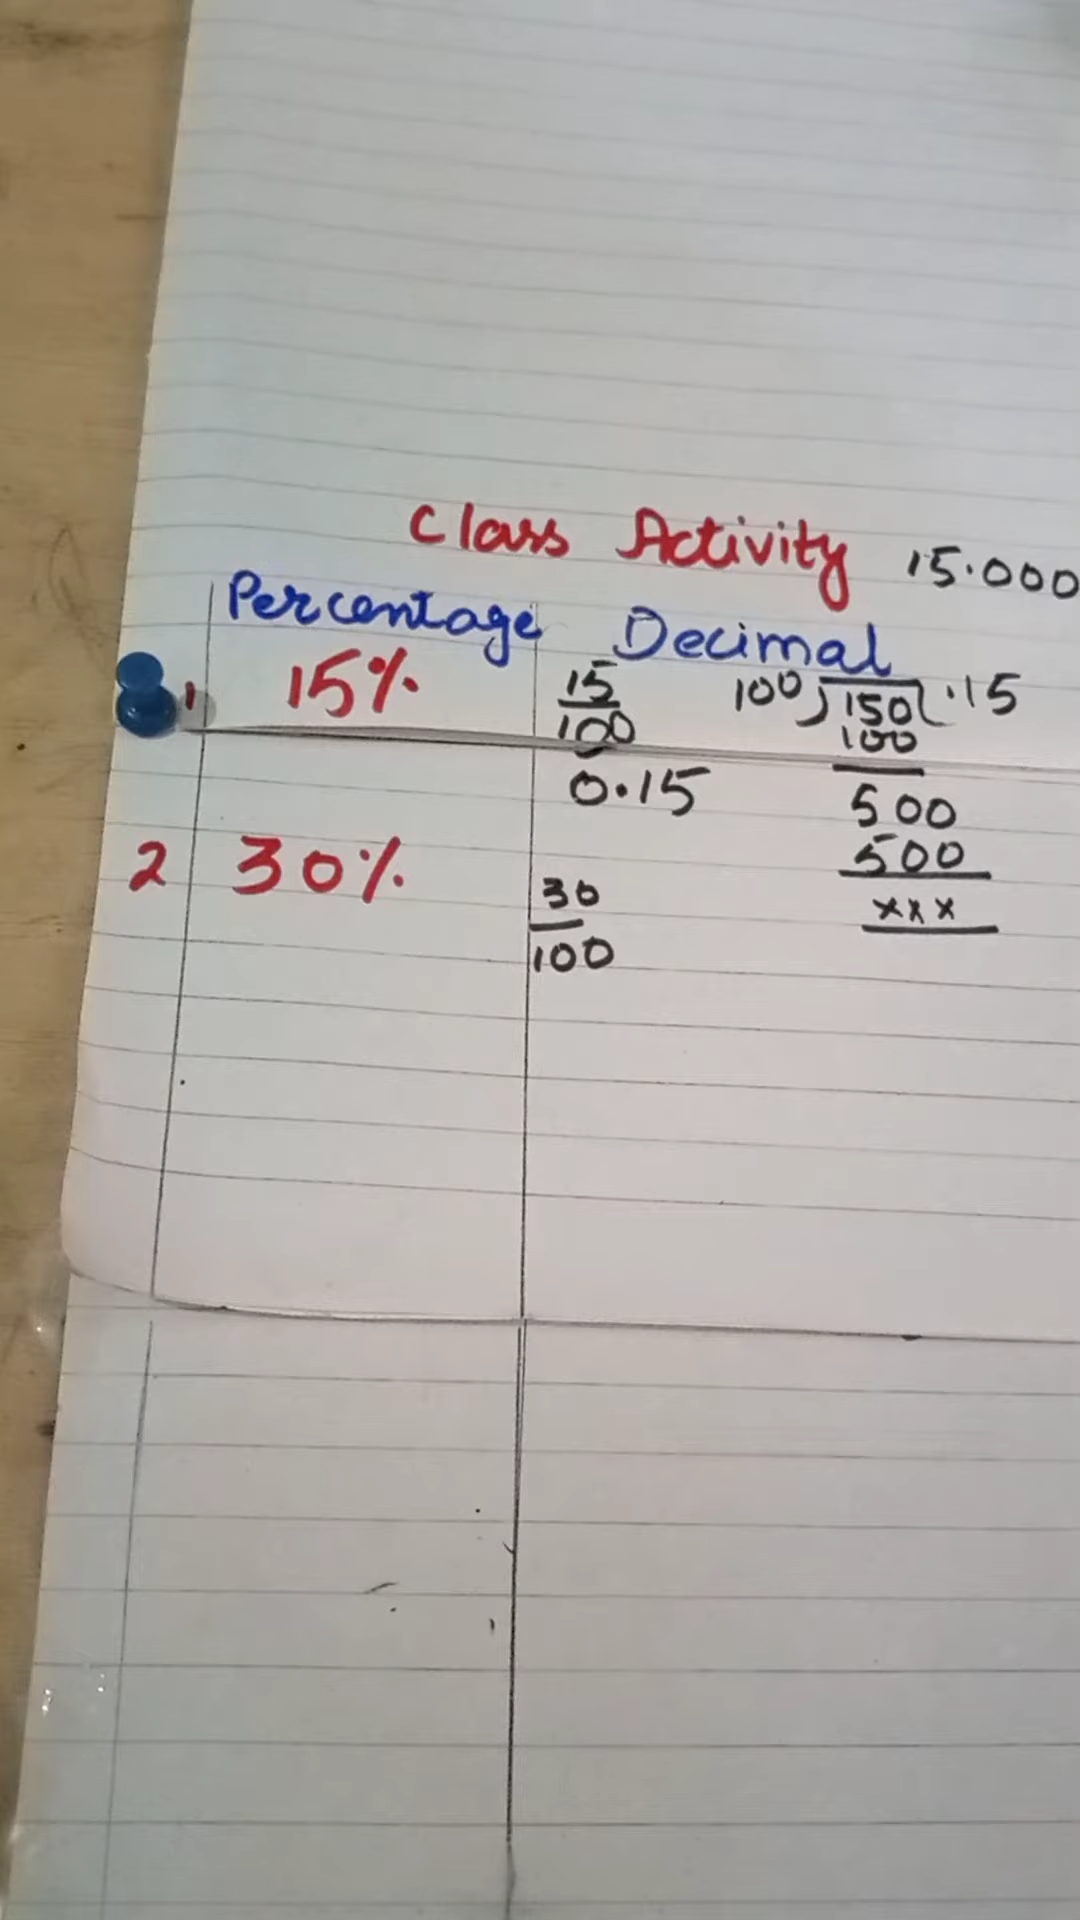 Class Activity 15.000
Percentage Decimal
1 15% 15/100 100)150(.15
100
0.15 500
500
2 30% 30/100 xxx